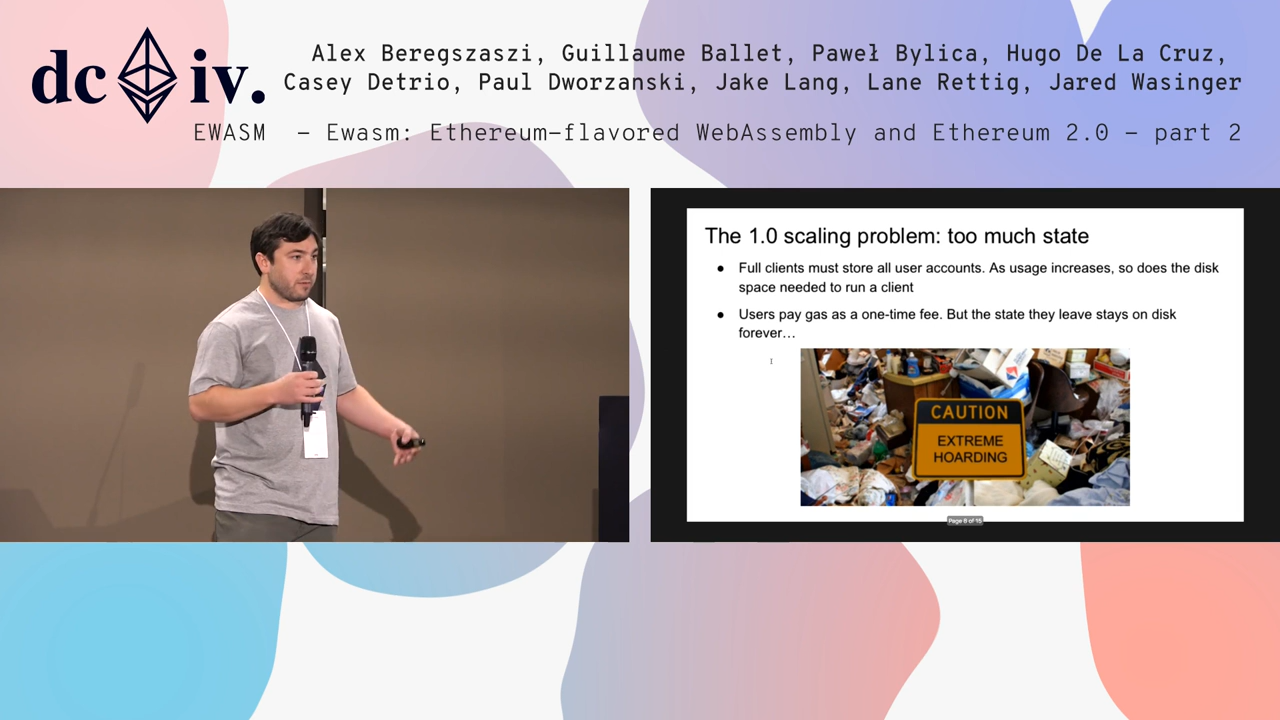 dc iv.
Alex Beregszaszi, Guillaume Ballet, Paweł Bylica, Hugo De La Cruz,
Casey Detrio, Paul Dworzanski, Jake Lang, Lane Rettig, Jared Wasinger
EWASM - Ewasm: Ethereum-flavored WebAssembly and Ethereum 2.0 - part 2
The 1.0 scaling problem: too much state
● Full clients must store all user accounts. As usage increases, so does the disk
space needed to run a client
● Users pay gas as a one-time fee. But the state they leave stays on disk
forever…
CAUTION
EXTREME
HOARDING
Page 8 of 15